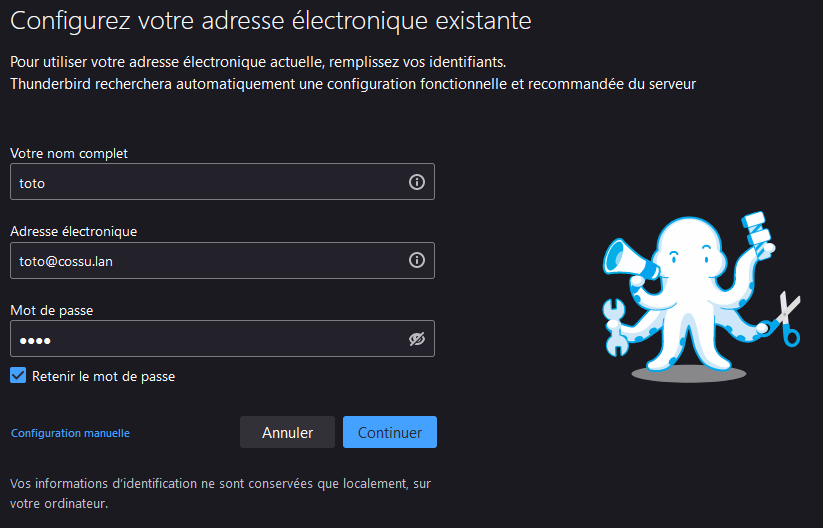 Configurez votre adresse électronique existante
Pour utiliser votre adresse électronique actuelle, remplissez vos identifiants.
Thunderbird recherchera automatiquement une configuration fonctionnelle et recommandée du serveur
Votre nom complet
toto
Adresse électronique
toto@cossu.lan
Mot de passe
●●●●
Retenir le mot de passe
Configuration manuelle
Annuler
Continuer
Vos informations d’identification ne sont conservées que localement, sur
votre ordinateur.